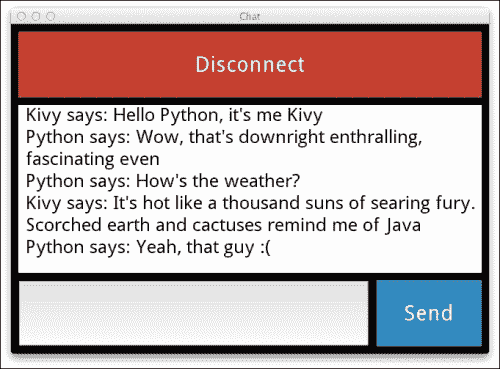 Chat
Disconnect
Kivy says: Hello Python, it's me Kivy
Python says: Wow, that's downright enthralling,
fascinating even
Python says: How's the weather?
Kivy says: It's hot like a thousand suns of searing fury.
Scorched earth and cactuses remind me of Java
Python says: Yeah, that guy :(
Send